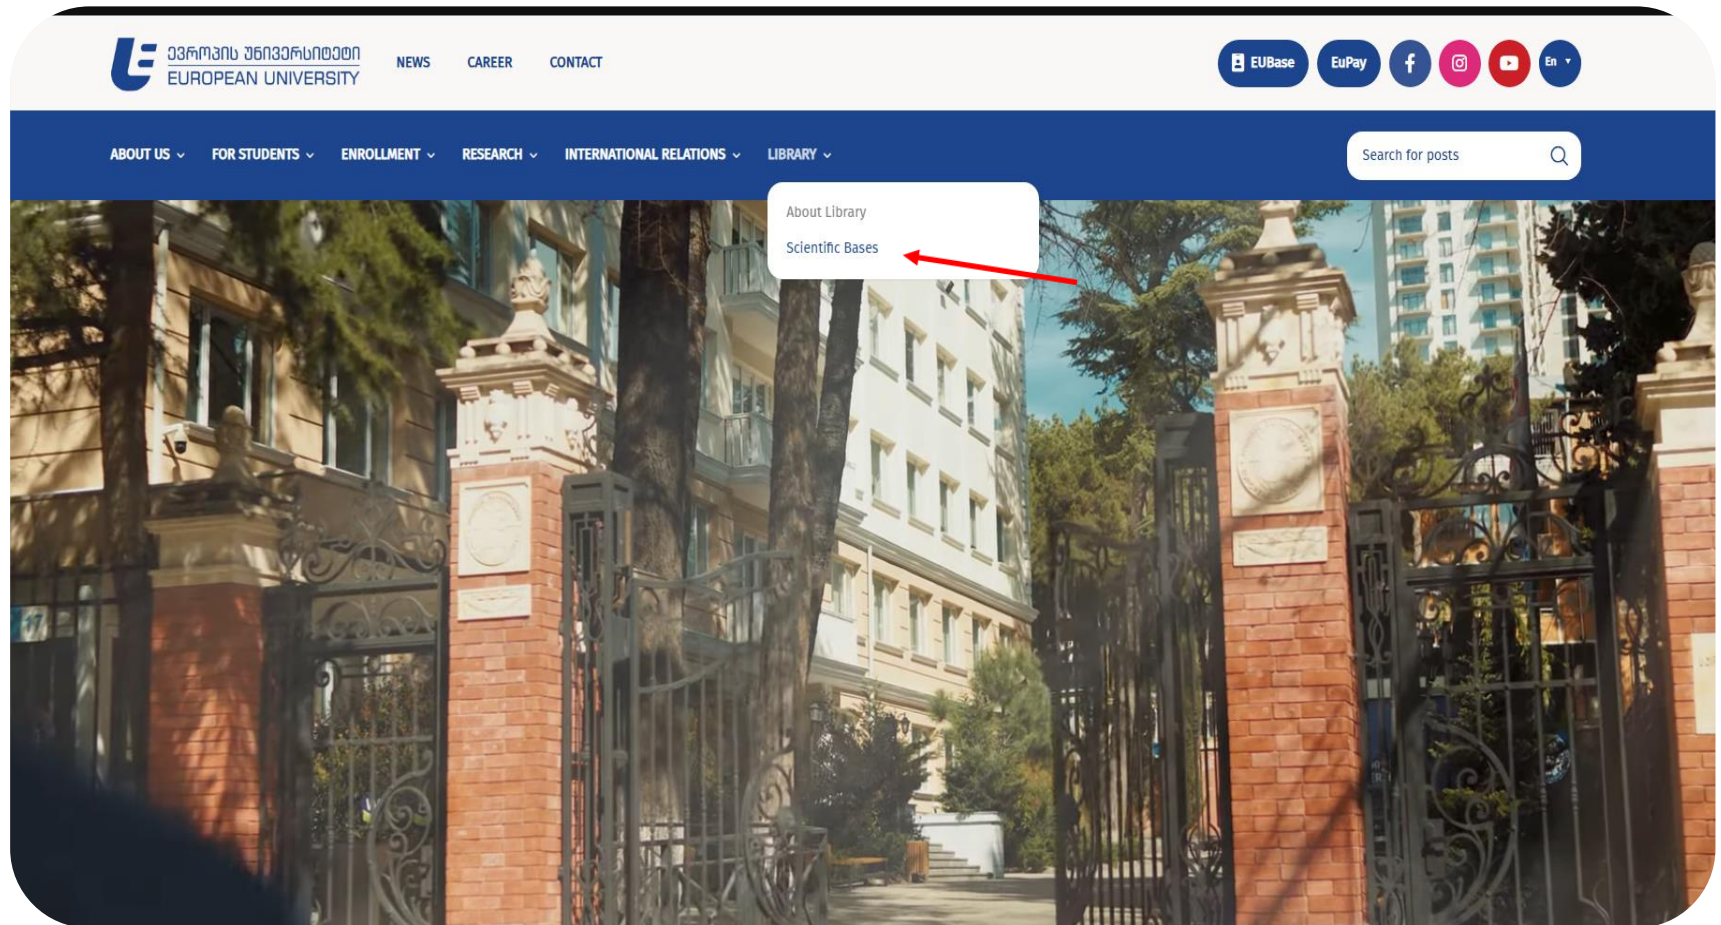 ᲔᲕᲠᲝᲞᲘᲡ ᲣᲜᲘᲕᲔᲠᲡᲘᲢᲔᲢᲘ
EUROPEAN UNIVERSITY
NEWS CAREER CONTACT
EUBase EuPay En
ABOUT US FOR STUDENTS ENROLLMENT RESEARCH INTERNATIONAL RELATIONS LIBRARY
Search for posts
About Library
Scientific Bases
17